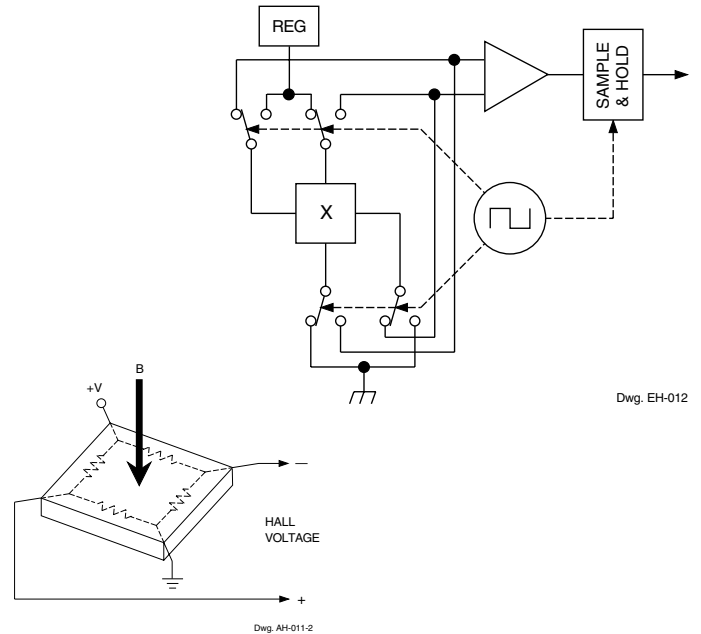 REG
SAMPLE
& HOLD
X
Dwg. EH-012
B
+V
−
HALL
VOLTAGE
+
Dwg. AH-011-2